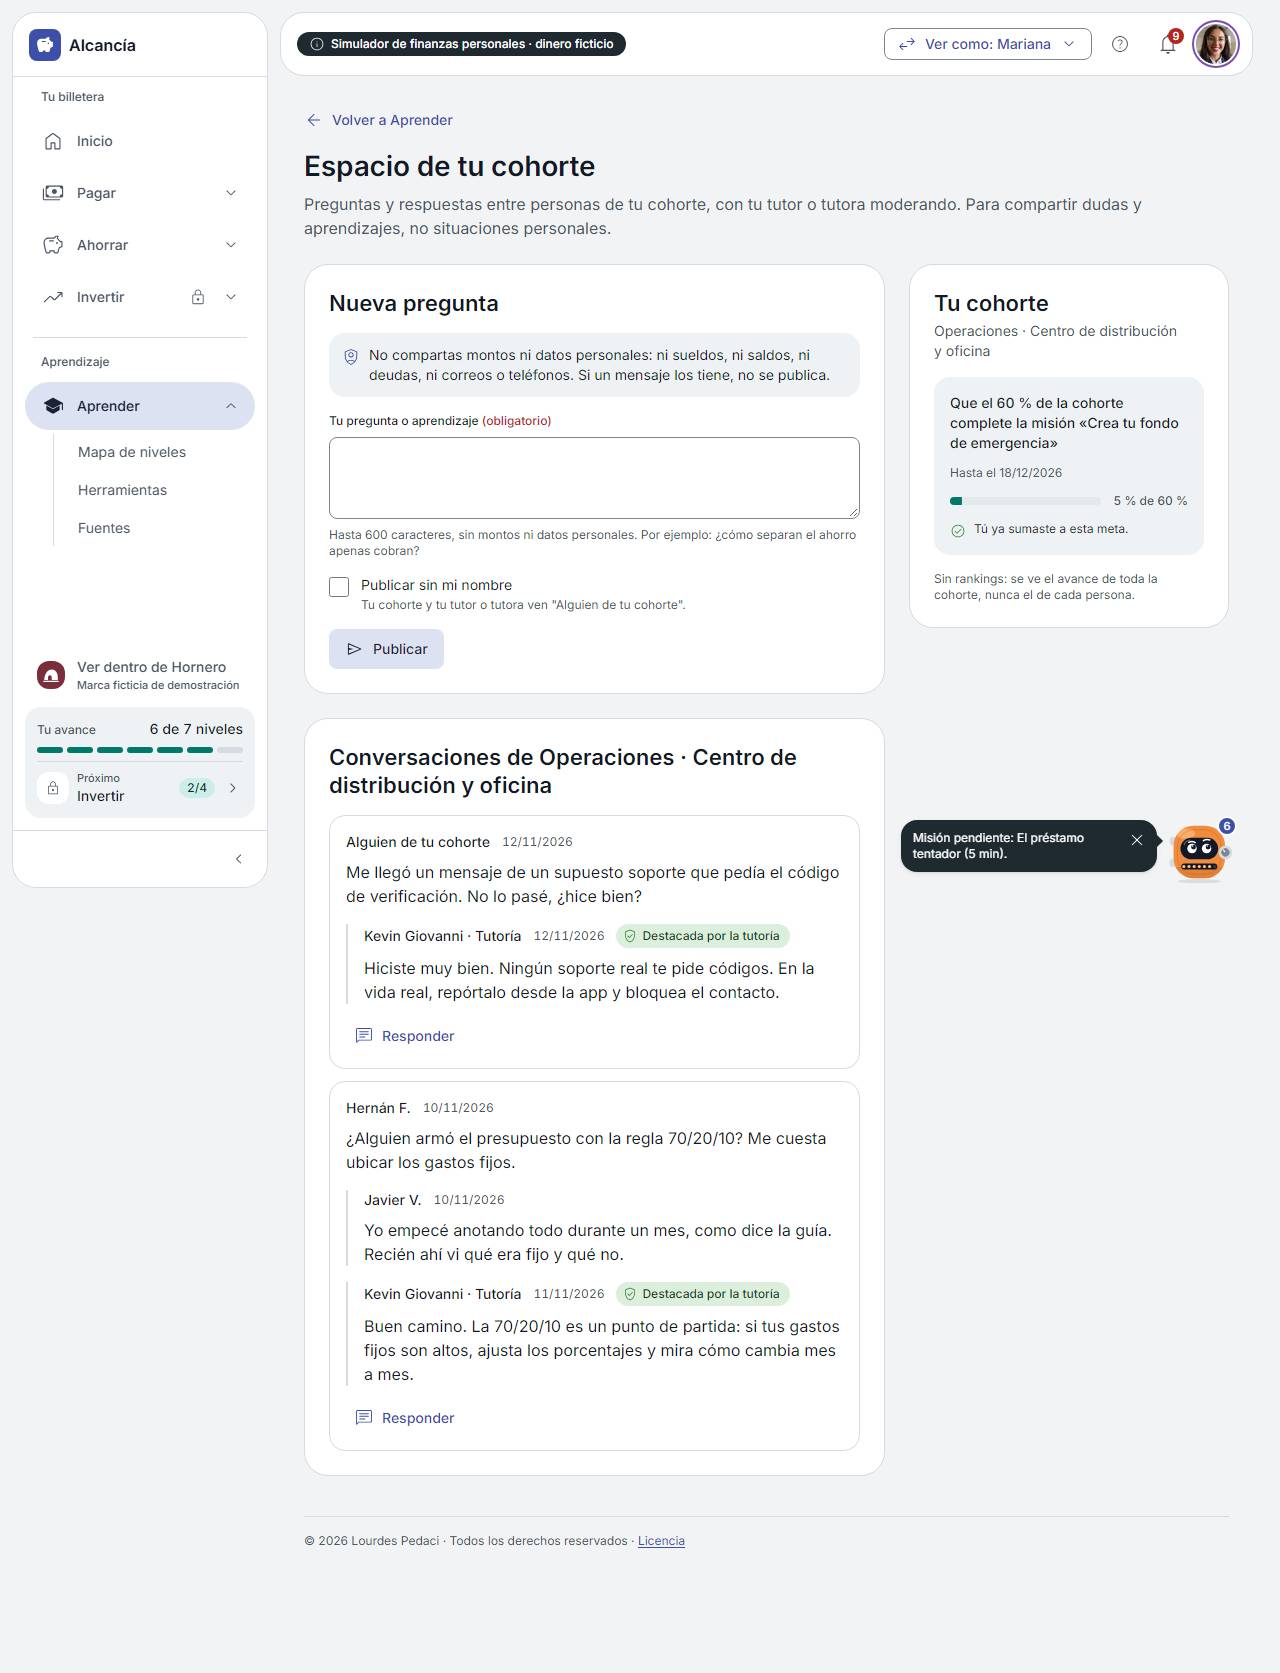 Alcancía
Tu billetera
Inicio
Pagar
Ahorrar
Invertir
Aprendizaje
Aprender
Mapa de niveles
Herramientas
Fuentes
Ver dentro de Hornero
Marca ficticia de demostración
Tu avance
6 de 7 niveles
Próximo
Invertir
2/4
Simulador de finanzas personales · dinero ficticio
Ver como: Mariana
9
Volver a Aprender
Espacio de tu cohorte
Preguntas y respuestas entre personas de tu cohorte, con tu tutor o tutora moderando. Para compartir dudas y
aprendizajes, no situaciones personales.
Nueva pregunta
No compartas montos ni datos personales: ni sueldos, ni saldos, ni
deudas, ni correos o teléfonos. Si un mensaje los tiene, no se publica.
Tu pregunta o aprendizaje (obligatorio)
Hasta 600 caracteres, sin montos ni datos personales. Por ejemplo: ¿cómo separan el ahorro
apenas cobran?
Publicar sin mi nombre
Tu cohorte y tu tutor o tutora ven "Alguien de tu cohorte".
Publicar
Tu cohorte
Operaciones · Centro de distribución
y oficina
Que el 60 % de la cohorte
complete la misión «Crea tu fondo
de emergencia»
Hasta el 18/12/2026
5 % de 60 %
Tú ya sumaste a esta meta.
Sin rankings: se ve el avance de toda la
cohorte, nunca el de cada persona.
Conversaciones de Operaciones · Centro de
distribución y oficina
Alguien de tu cohorte 12/11/2026
Me llegó un mensaje de un supuesto soporte que pedía el código
de verificación. No lo pasé, ¿hice bien?
Kevin Giovanni · Tutoría 12/11/2026 Destacada por la tutoría
Hiciste muy bien. Ningún soporte real te pide códigos. En la
vida real, repórtalo desde la app y bloquea el contacto.
Responder
Hernán F. 10/11/2026
¿Alguien armó el presupuesto con la regla 70/20/10? Me cuesta
ubicar los gastos fijos.
Javier V. 10/11/2026
Yo empecé anotando todo durante un mes, como dice la guía.
Recién ahí vi qué era fijo y qué no.
Kevin Giovanni · Tutoría 11/11/2026 Destacada por la tutoría
Buen camino. La 70/20/10 es un punto de partida: si tus gastos
fijos son altos, ajusta los porcentajes y mira cómo cambia mes
a mes.
Responder
Misión pendiente: El préstamo
tentador (5 min).
6
© 2026 Lourdes Pedaci · Todos los derechos reservados · Licencia